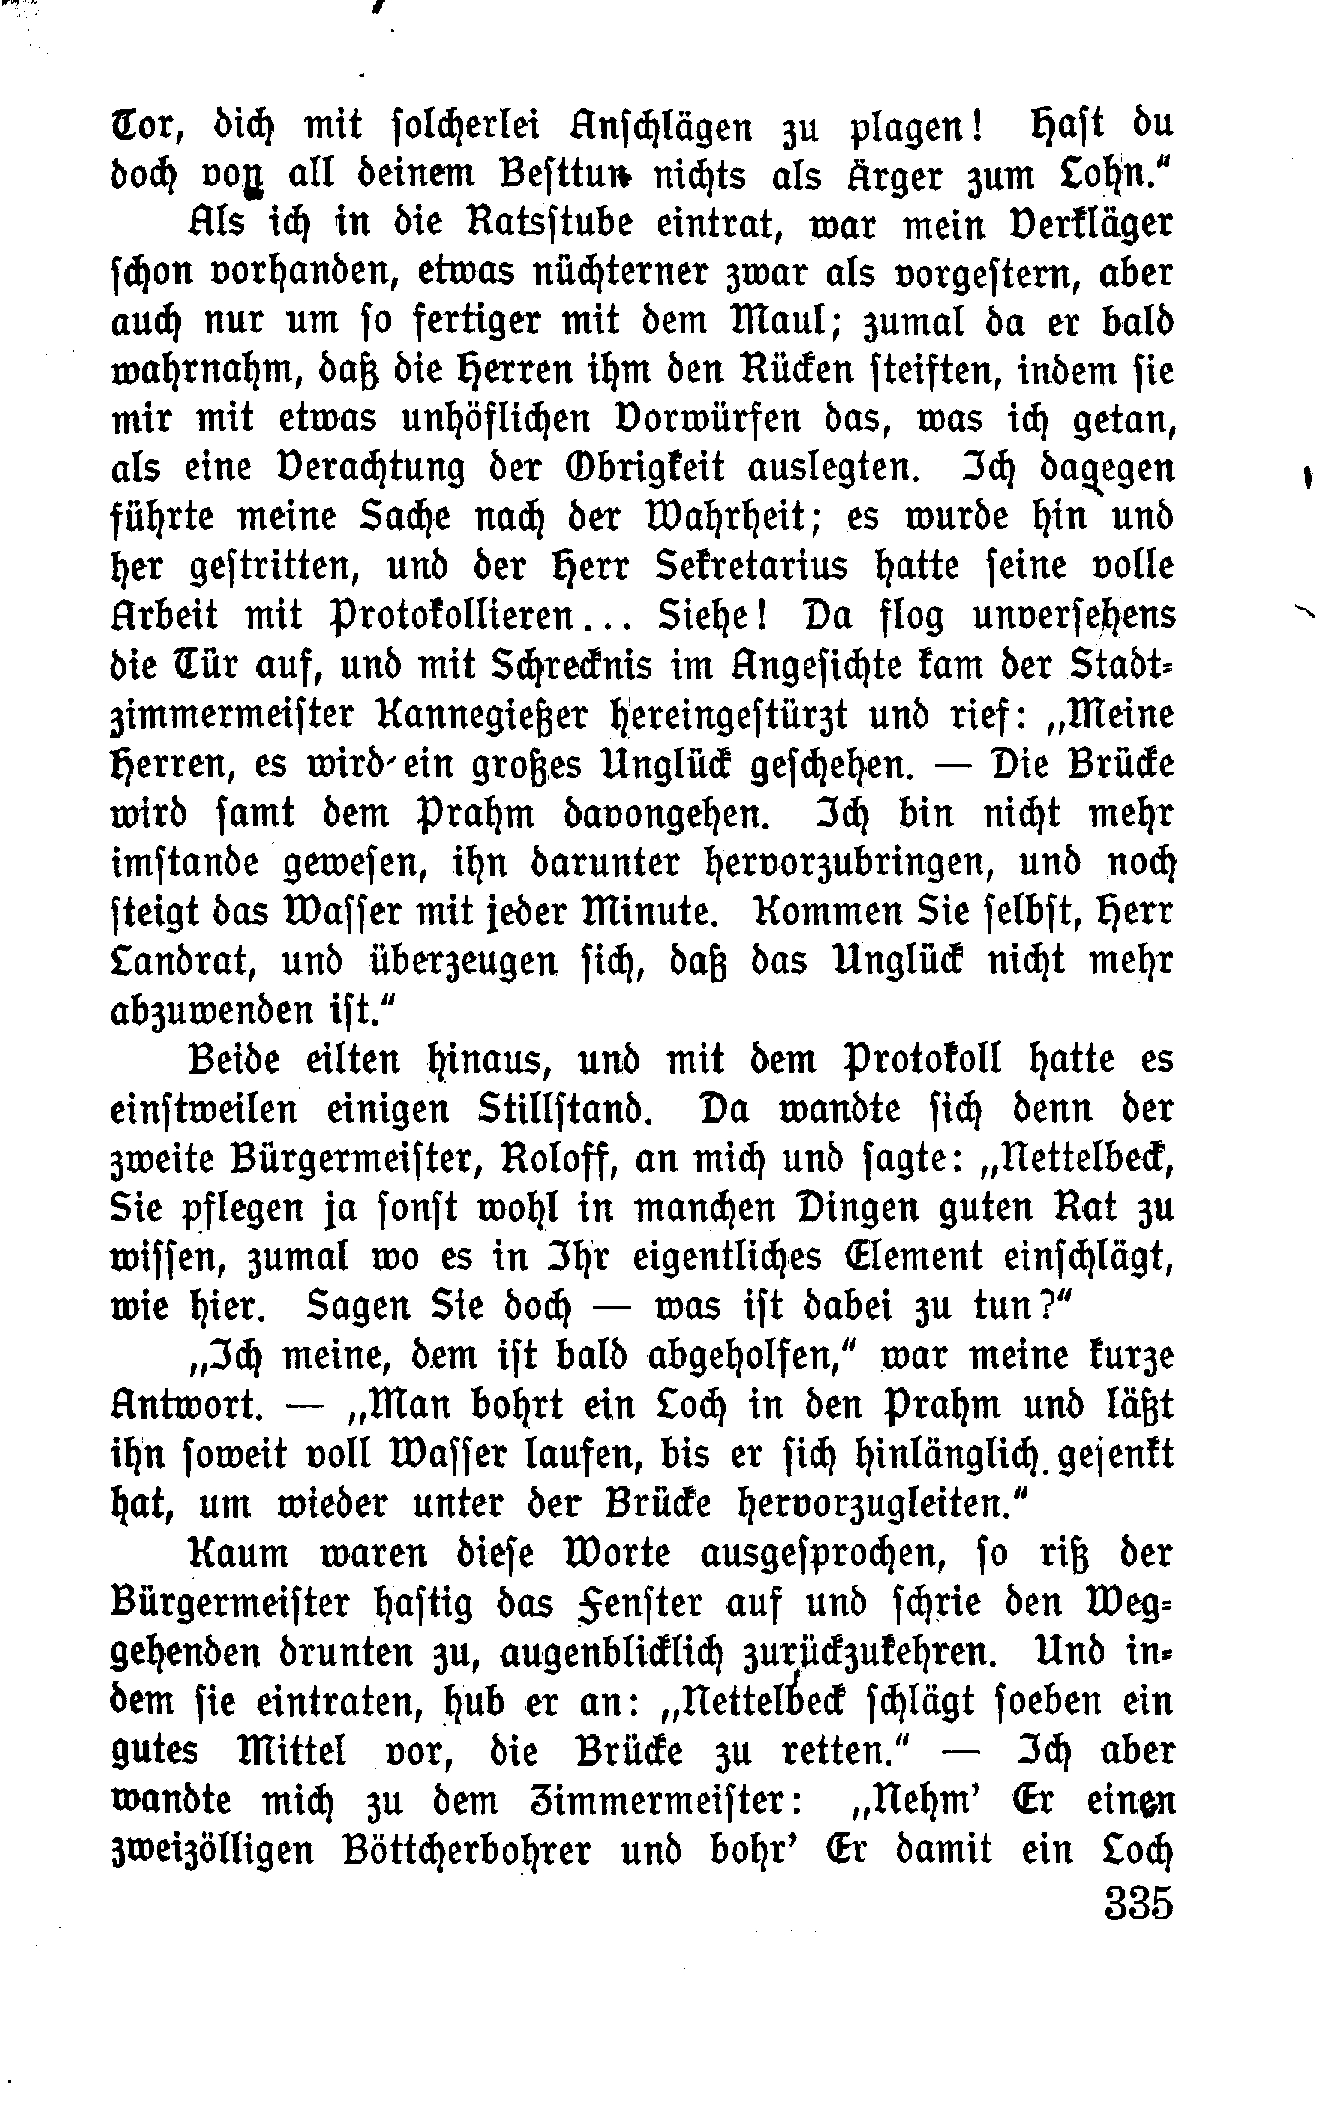 Tor, dich mit solcherlei Anschlägen zu plagen! Hast du
doch von all deinem Besttun nichts als Ärger zum Lohn.“
Als ich in die Ratsstube eintrat, war mein Verkläger
schon vorhanden, etwas nüchterner zwar als vorgestern, aber
auch nur um so fertiger mit dem Maul; zumal da er bald
wahrnahm, daß die Herren ihm den Rücken steiften, indem sie
mir mit etwas unhöflichen Vorwürfen das, was ich getan,
als eine Verachtung der Obrigkeit auslegten. Ich dagegen
führte meine Sache nach der Wahrheit; es wurde hin und
her gestritten, und der Herr Sekretarius hatte seine volle
Arbeit mit Protokollieren... Siehe! Da flog unversehens
die Tür auf, und mit Schrecknis im Angesichte kam der Stadt-
zimmermeister Kannegießer hereingestürzt und rief: „Meine
Herren, es wird ein großes Unglück geschehen. — Die Brücke
wird samt dem Prahm davongehen. Ich bin nicht mehr
imstande gewesen, ihn darunter hervorzubringen, und noch
steigt das Wasser mit jeder Minute. Kommen Sie selbst, Herr
Landrat, und überzeugen sich, daß das Unglück nicht mehr
abzuwenden ist.“
Beide eilten hinaus, und mit dem Protokoll hatte es
einstweilen einigen Stillstand. Da wandte sich denn der
zweite Bürgermeister, Roloff, an mich und sagte: „Nettelbeck,
Sie pflegen ja sonst wohl in manchen Dingen guten Rat zu
wissen, zumal wo es in Ihr eigentliches Element einschlägt,
wie hier. Sagen Sie doch — was ist dabei zu tun?“
„Ich meine, dem ist bald abgeholfen,“ war meine kurze
Antwort. — „Man bohrt ein Loch in den Prahm und läßt
ihn soweit voll Wasser laufen, bis er sich hinlänglich gesenkt
hat, um wieder unter der Brücke hervorzugleiten.“
Kaum waren diese Worte ausgesprochen, so riß der
Bürgermeister hastig das Fenster auf und schrie den Weg-
gehenden drunten zu, augenblicklich zurückzukehren. Und in-
dem sie eintraten, hub er an: „Nettelbeck schlägt soeben ein
gutes Mittel vor, die Brücke zu retten.“ — Ich aber
wandte mich zu dem Zimmermeister: „Nehm’ Er einen
zweizölligen Böttcherbohrer und bohr’ Er damit ein Loch
335